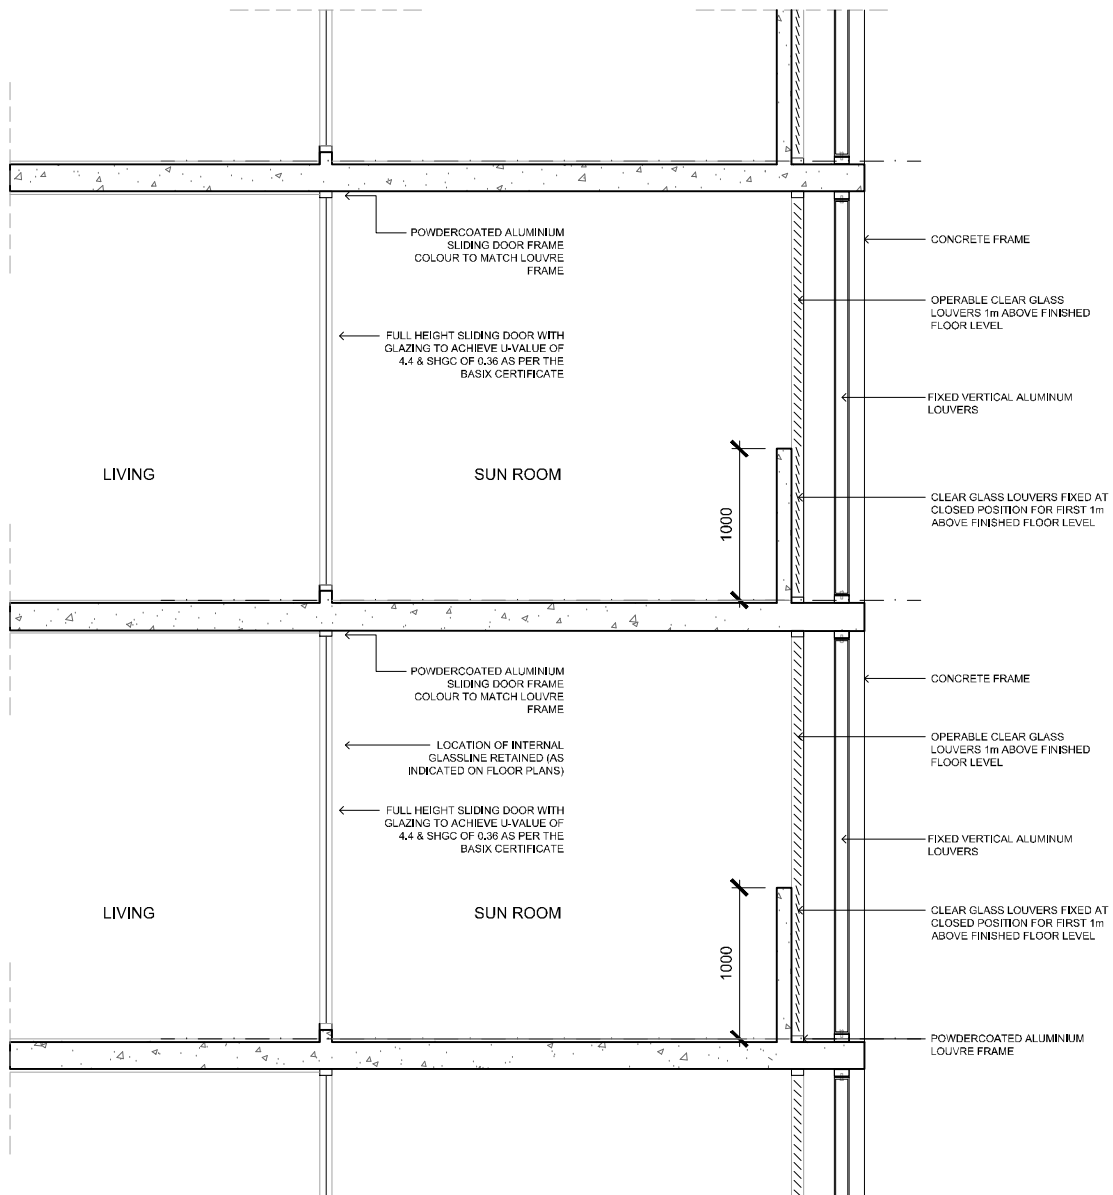 POWDERCOATED ALUMINIUM
SLIDING DOOR FRAME
COLOUR TO MATCH LOUVRE
FRAME
CONCRETE FRAME
OPERABLE CLEAR GLASS
LOUVERS 1m ABOVE FINISHED
FLOOR LEVEL
FULL HEIGHT SLIDING DOOR WITH
GLAZING TO ACHIEVE U-VALUE OF
4.4 & SHGC OF 0.36 AS PER THE
BASIX CERTIFICATE
FIXED VERTICAL ALUMINUM
LOUVERS
LIVING
SUN ROOM
1000
CLEAR GLASS LOUVERS FIXED AT
CLOSED POSITION FOR FIRST 1m
ABOVE FINISHED FLOOR LEVEL
POWDERCOATED ALUMINIUM
SLIDING DOOR FRAME
COLOUR TO MATCH LOUVRE
FRAME
CONCRETE FRAME
LOCATION OF INTERNAL
GLASSLINE RETAINED (AS
INDICATED ON FLOOR PLANS)
OPERABLE CLEAR GLASS
LOUVERS 1m ABOVE FINISHED
FLOOR LEVEL
FULL HEIGHT SLIDING DOOR WITH
GLAZING TO ACHIEVE U-VALUE OF
4.4 & SHGC OF 0.36 AS PER THE
BASIX CERTIFICATE
FIXED VERTICAL ALUMINUM
LOUVERS
LIVING
SUN ROOM
1000
CLEAR GLASS LOUVERS FIXED AT
CLOSED POSITION FOR FIRST 1m
ABOVE FINISHED FLOOR LEVEL
POWDERCOATED ALUMINIUM
LOUVRE FRAME